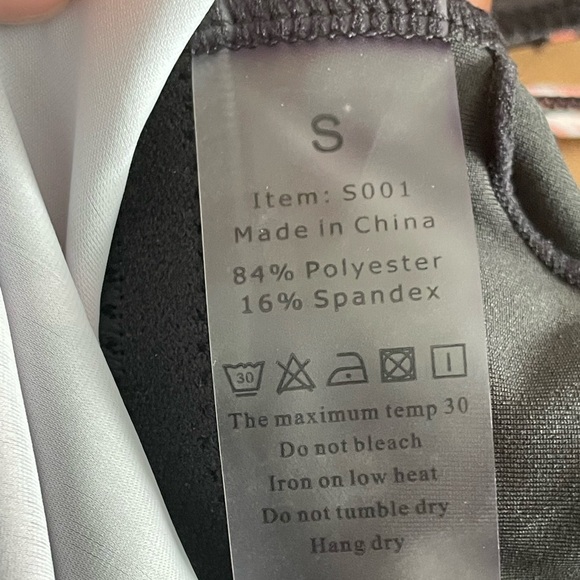 S
Item: S001
Made in China
84% Polyester
16% Spandex
30
The maximum temp 30
Do not bleach
Iron on low heat
Do not tumble dry
Hang dry